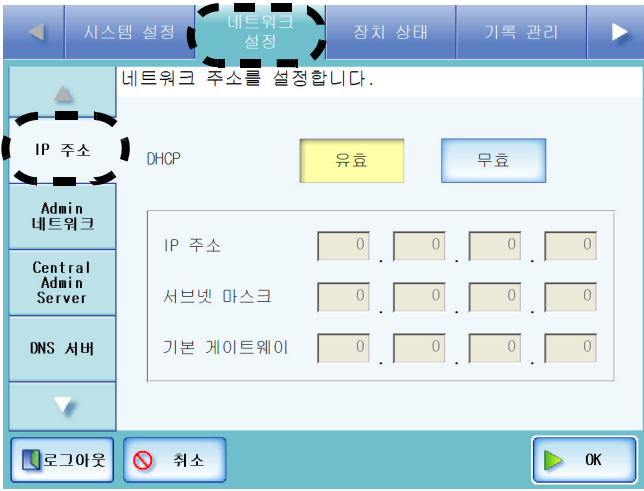 시스템 설정
네트워크
설정
장치 상태
기록 관리
네트워크 주소를 설정합니다.
IP 주소
DHCP
유효
무효
Admin
네트워크
IP 주소 0 . 0 . 0 . 0
Central
Admin
Server
서브넷 마스크 0 . 0 . 0 . 0
DNS 서버
기본 게이트웨이 0 . 0 . 0 . 0
로그아웃
취소
OK